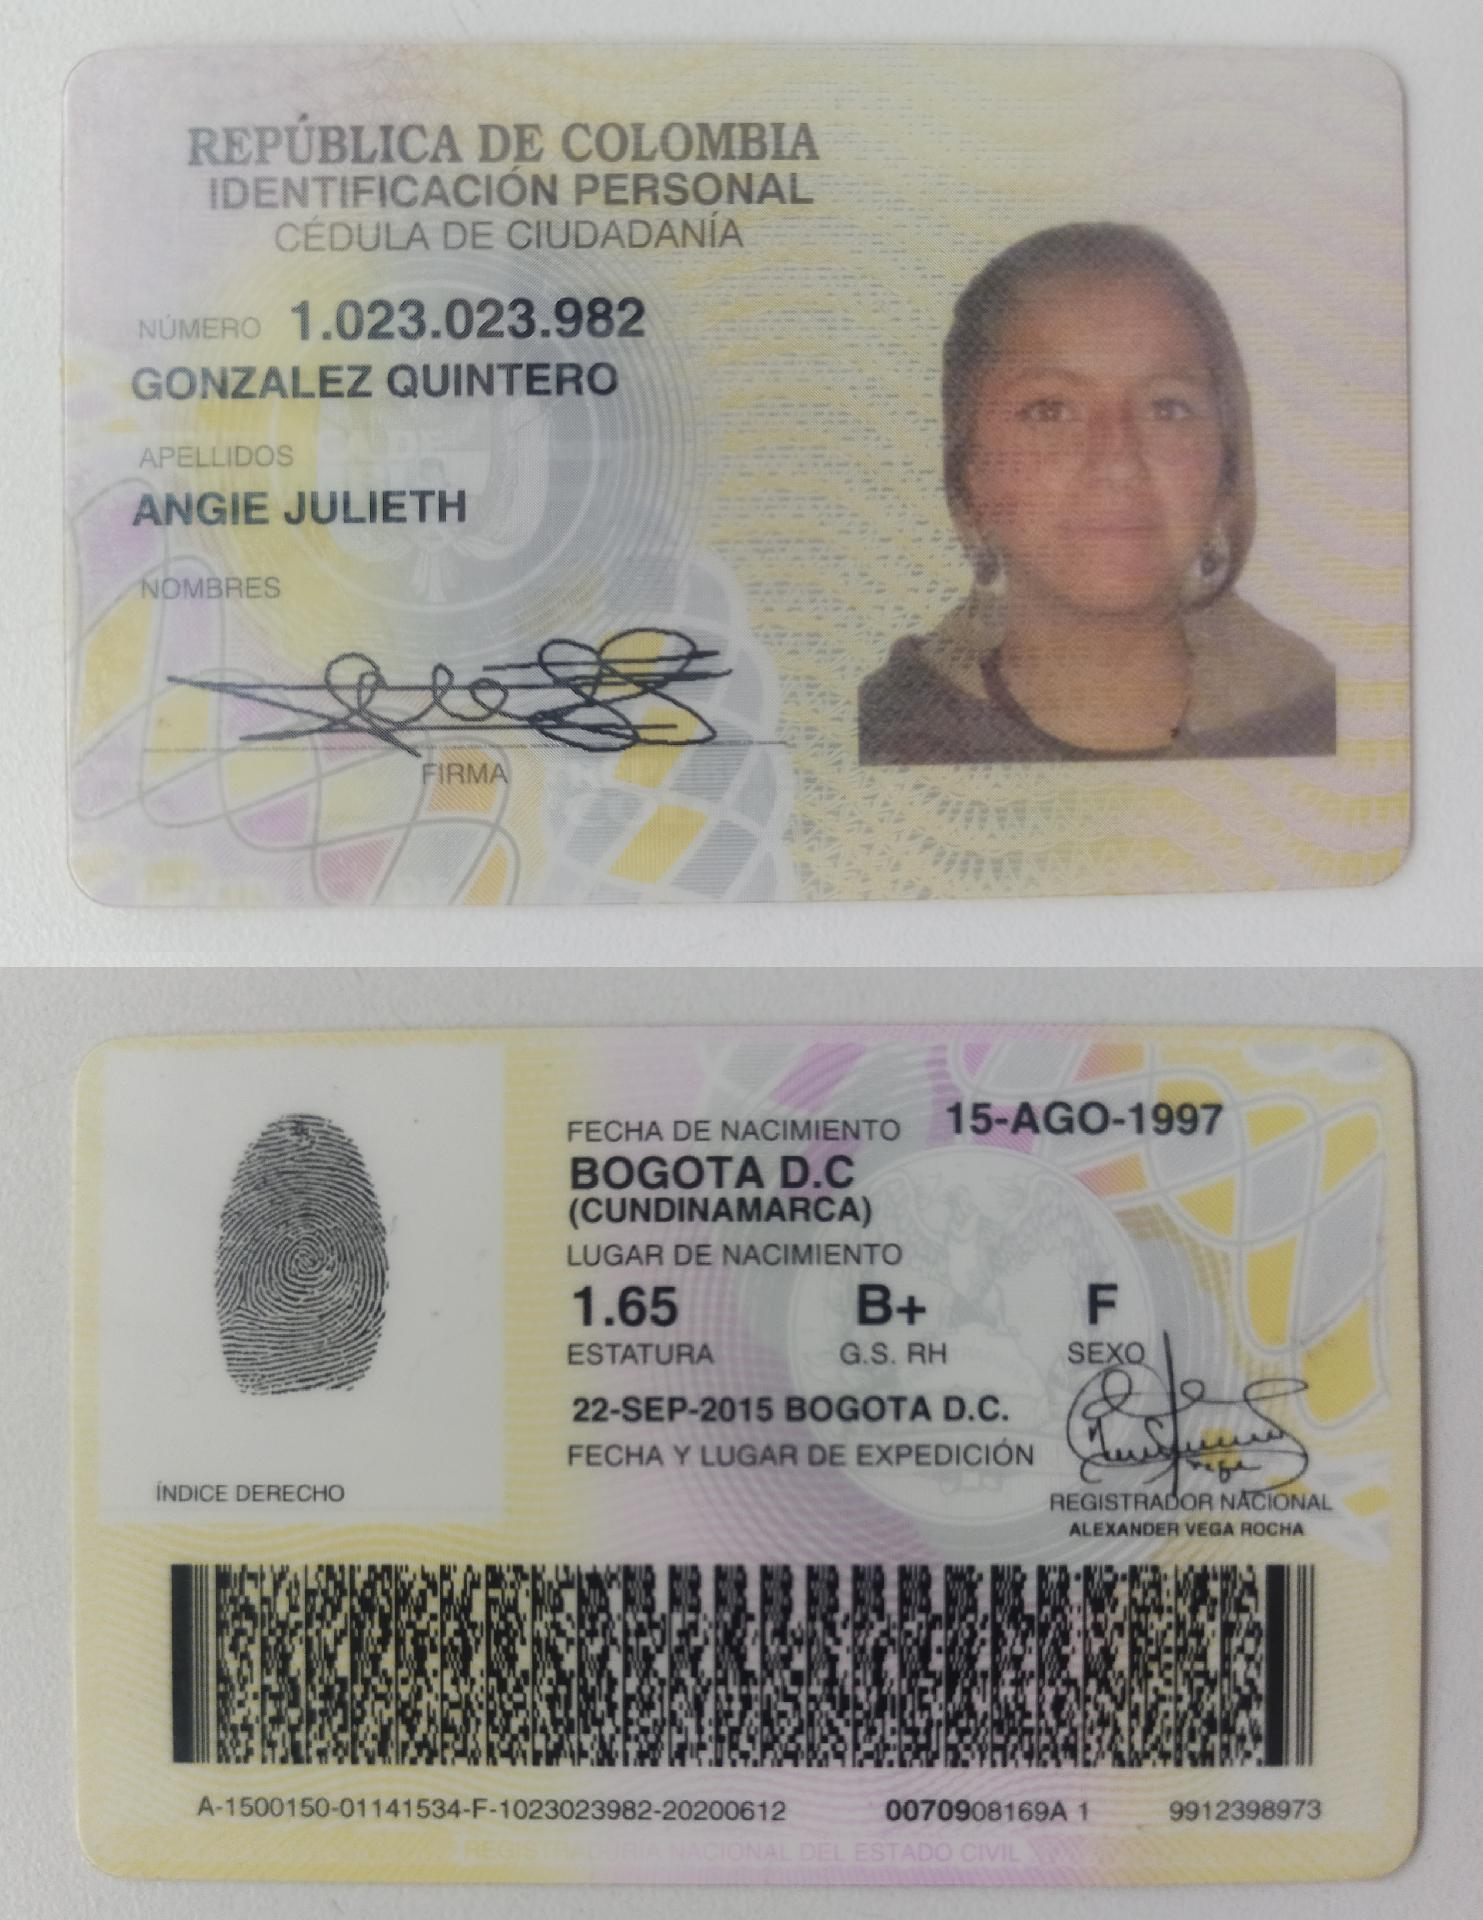 REPÚBLICA DE COLOMBIA
IDENTIFICACIÓN PERSONAL
CÉDULA DE CIUDADANÍA
NÚMERO 1.023.023.982
GONZALEZ QUINTERO
APELLIDOS
ANGIE JULIETH
NOMBRES
FIRMA
FECHA DE NACIMIENTO 15-AGO-1997
BOGOTA D.C
(CUNDINAMARCA)
LUGAR DE NACIMIENTO
1.65 B+ F
ESTATURA G.S. RH SEXO
22-SEP-2015 BOGOTA D.C.
FECHA Y LUGAR DE EXPEDICIÓN
ÍNDICE DERECHO
REGISTRADOR NACIONAL
ALEXANDER VEGA ROCHA
A-1500150-01141534-F-1023023982-20200612 0070908169A 1 9912398973
REGISTRADURIA NACIONAL DEL ESTADO CIVIL